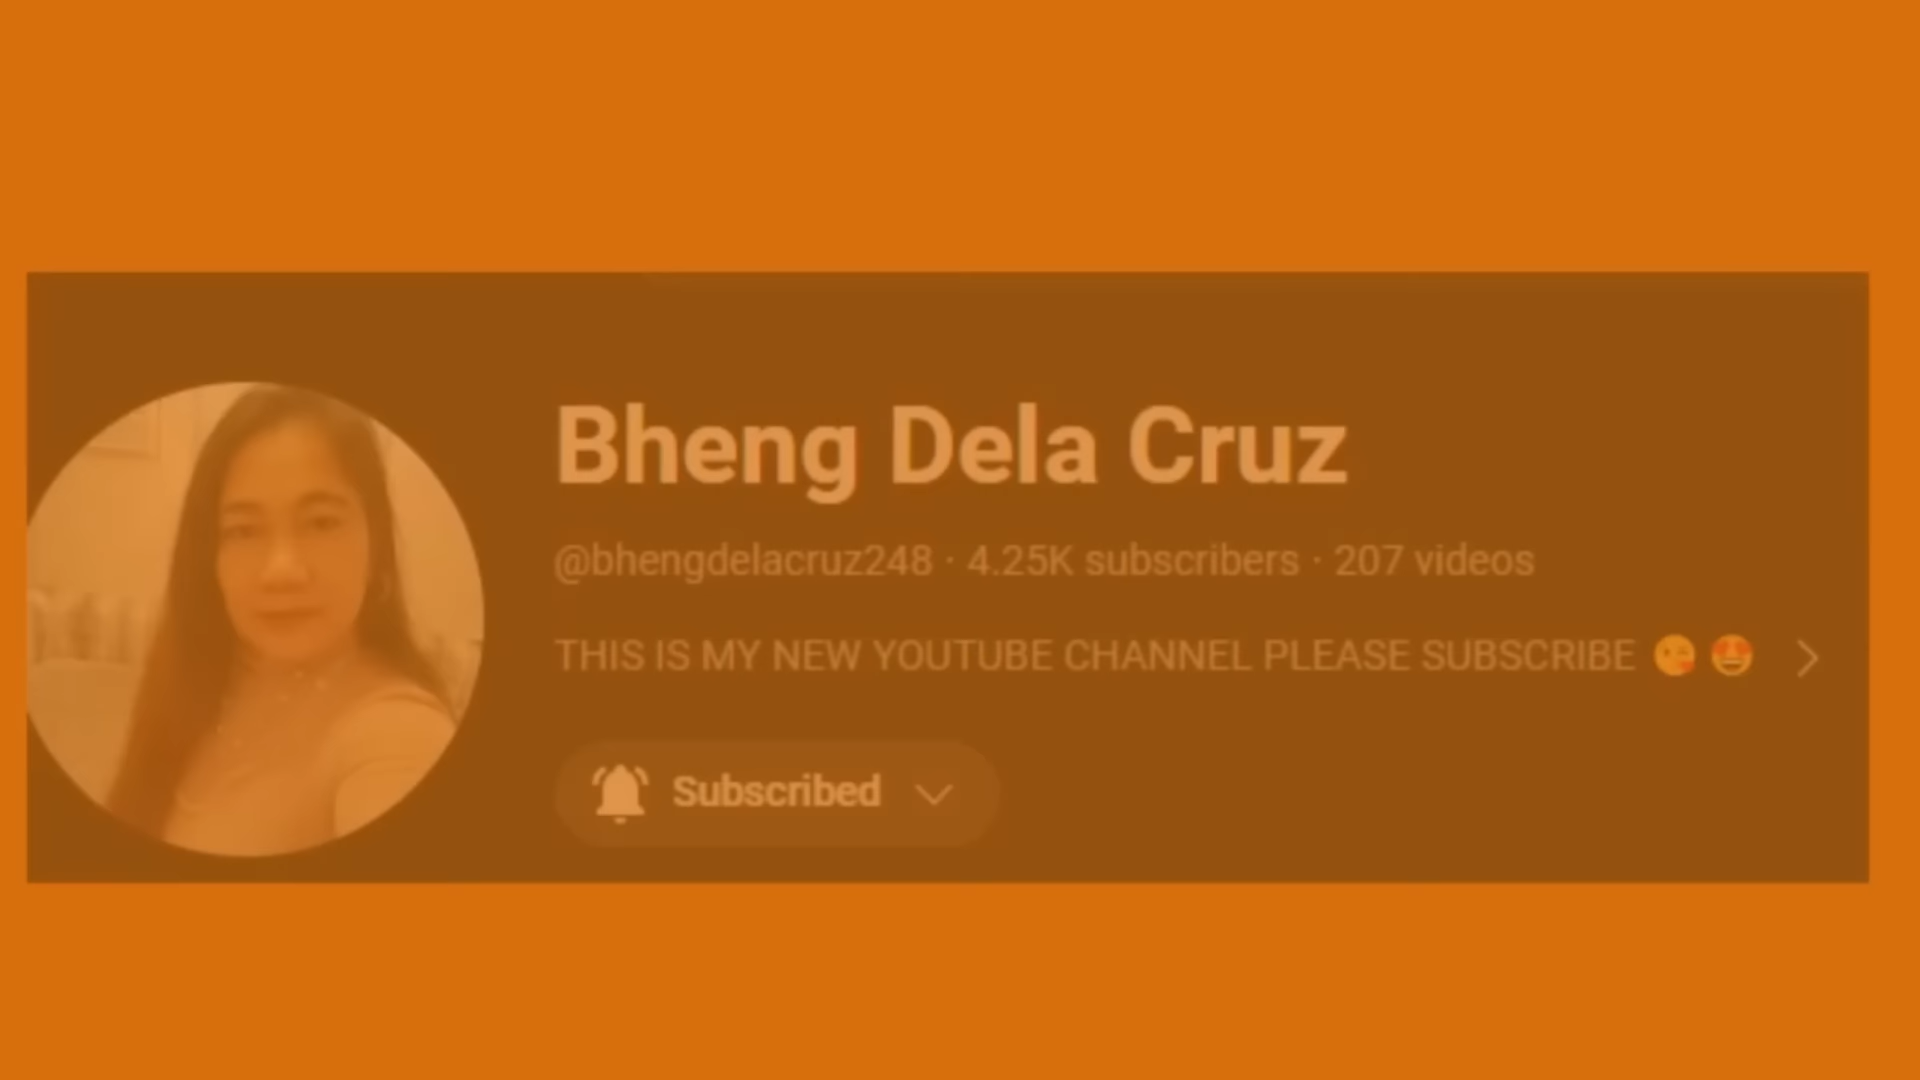 Bheng Dela Cruz
@bhengdelacruz248 · 4.25K subscribers · 207 videos
THIS IS MY NEW YOUTUBE CHANNEL PLEASE SUBSCRIBE 😘 🤩
Subscribed